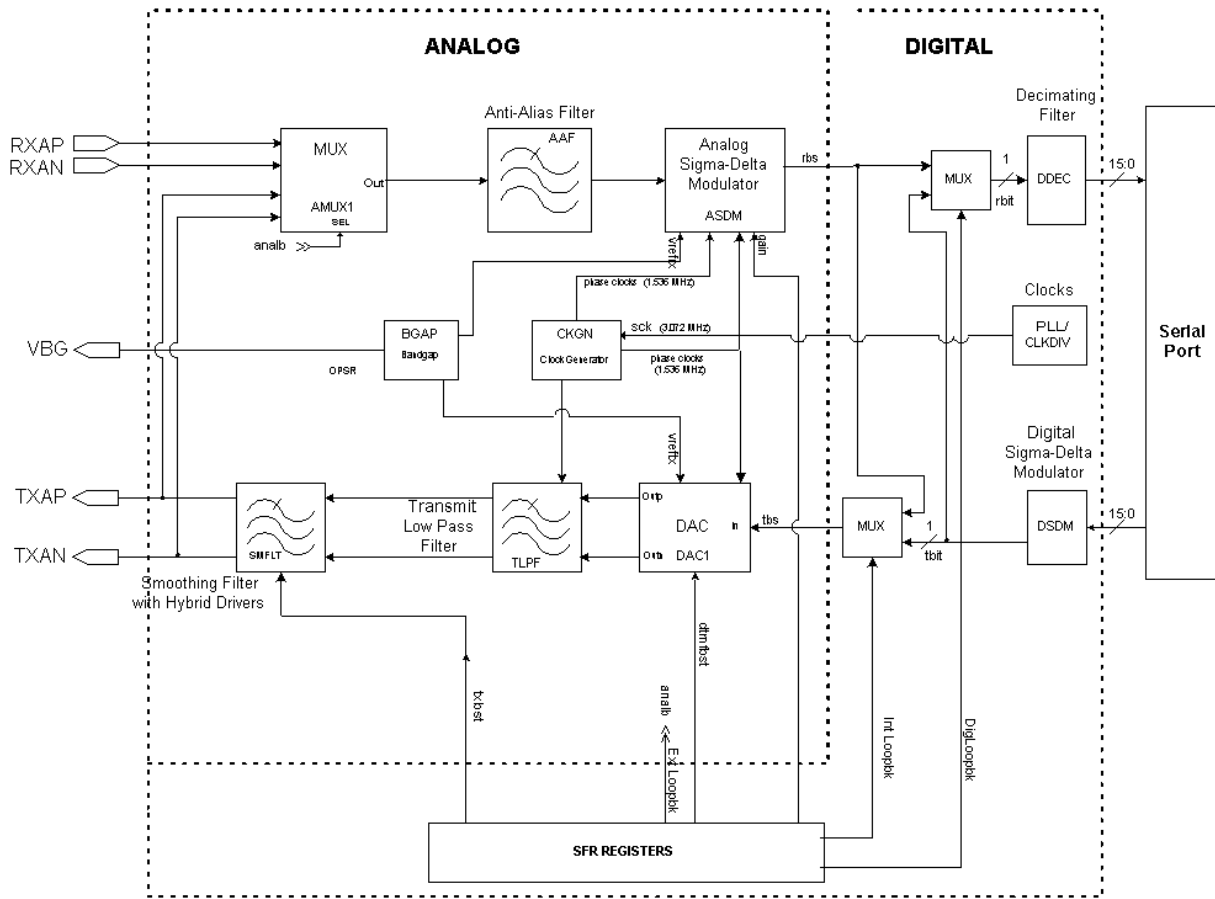 ANALOG
DIGITAL
Anti-Alias Filter
Decimating
Filter
RXAP
RXAN
MUX
Out
AMUX1
SEL
analb
AAF
Analog
Sigma-Delta
Modulator
ASDM
rbs
MUX
1
rbit
DDEC
15:0
vreftx
gain
phase clocks (1.536 MHz)
Clocks
PLL/
CLKDIV
Serial
Port
VBG
BGAP
Bandgap
OPSR
CKGN
Clock Generator
sck (3.072 MHz)
phase clocks
(1.536 MHz)
vreftx
Digital
Sigma-Delta
Modulator
TXAP
TXAN
SMFLT
Smoothing Filter
with Hybrid Drivers
Transmit
Low Pass
Filter
TLPF
Outp
Outn
DAC
In
DAC1
tbs
MUX
1
tbit
DSDM
15:0
txbst
analb
Ext Loopbk
dtmfbst
Int Loopbk
DigLoopbk
SFR REGISTERS